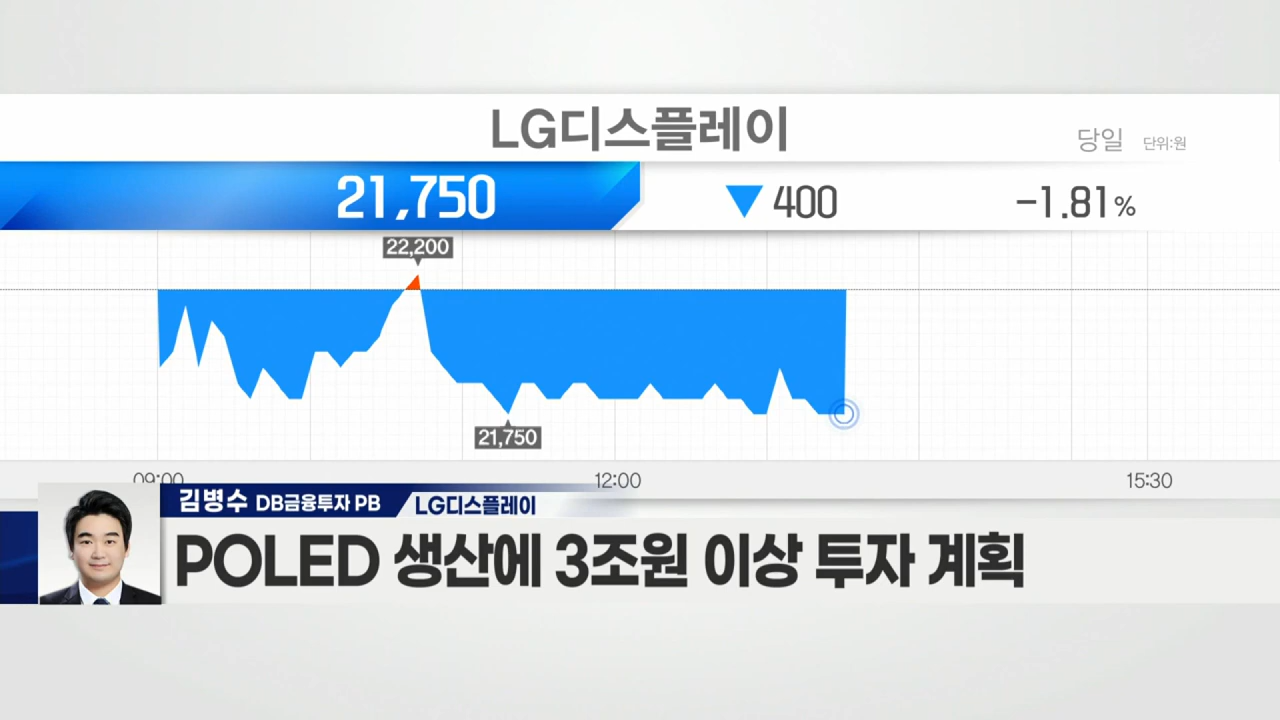 LG디스플레이
당일 단위:원
21,750 ▼400 -1.81%
22,200
21,750
09:00 12:00 15:30
김병수 DB금융투자 PB LG디스플레이
POLED 생산에 3조원 이상 투자 계획